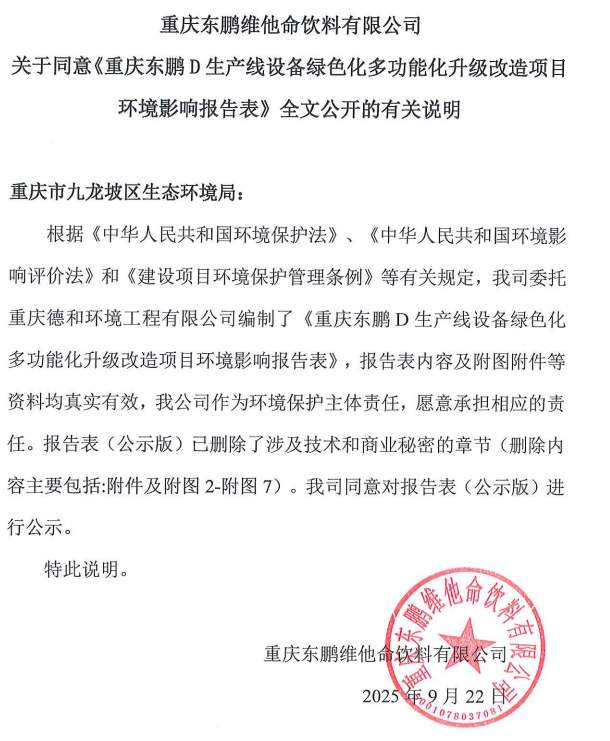 重庆东鹏维他命饮料有限公司
关于同意《重庆东鹏 D 生产线设备绿色化多功能化升级改造项目
环境影响报告表》全文公开的有关说明
重庆市九龙坡区生态环境局：
根据《中华人民共和国环境保护法》、《中华人民共和国环境影
响评价法》和《建设项目环境保护管理条例》等有关规定，我司委托
重庆德和环境工程有限公司编制了《重庆东鹏 D 生产线设备绿色化
多功能化升级改造项目环境影响报告表》，报告表内容及附图附件等
资料均真实有效，我公司作为环境保护主体责任，愿意承担相应的责
任。报告表（公示版）已删除了涉及技术和商业秘密的章节（删除内
容主要包括:附件及附图 2-附图 7）。我司同意对报告表（公示版）进
行公示。
特此说明。
重庆东鹏维他命饮料有限公司
2025 年 9 月 22 日
重庆东鹏维他命饮料有限公司
5001078037081